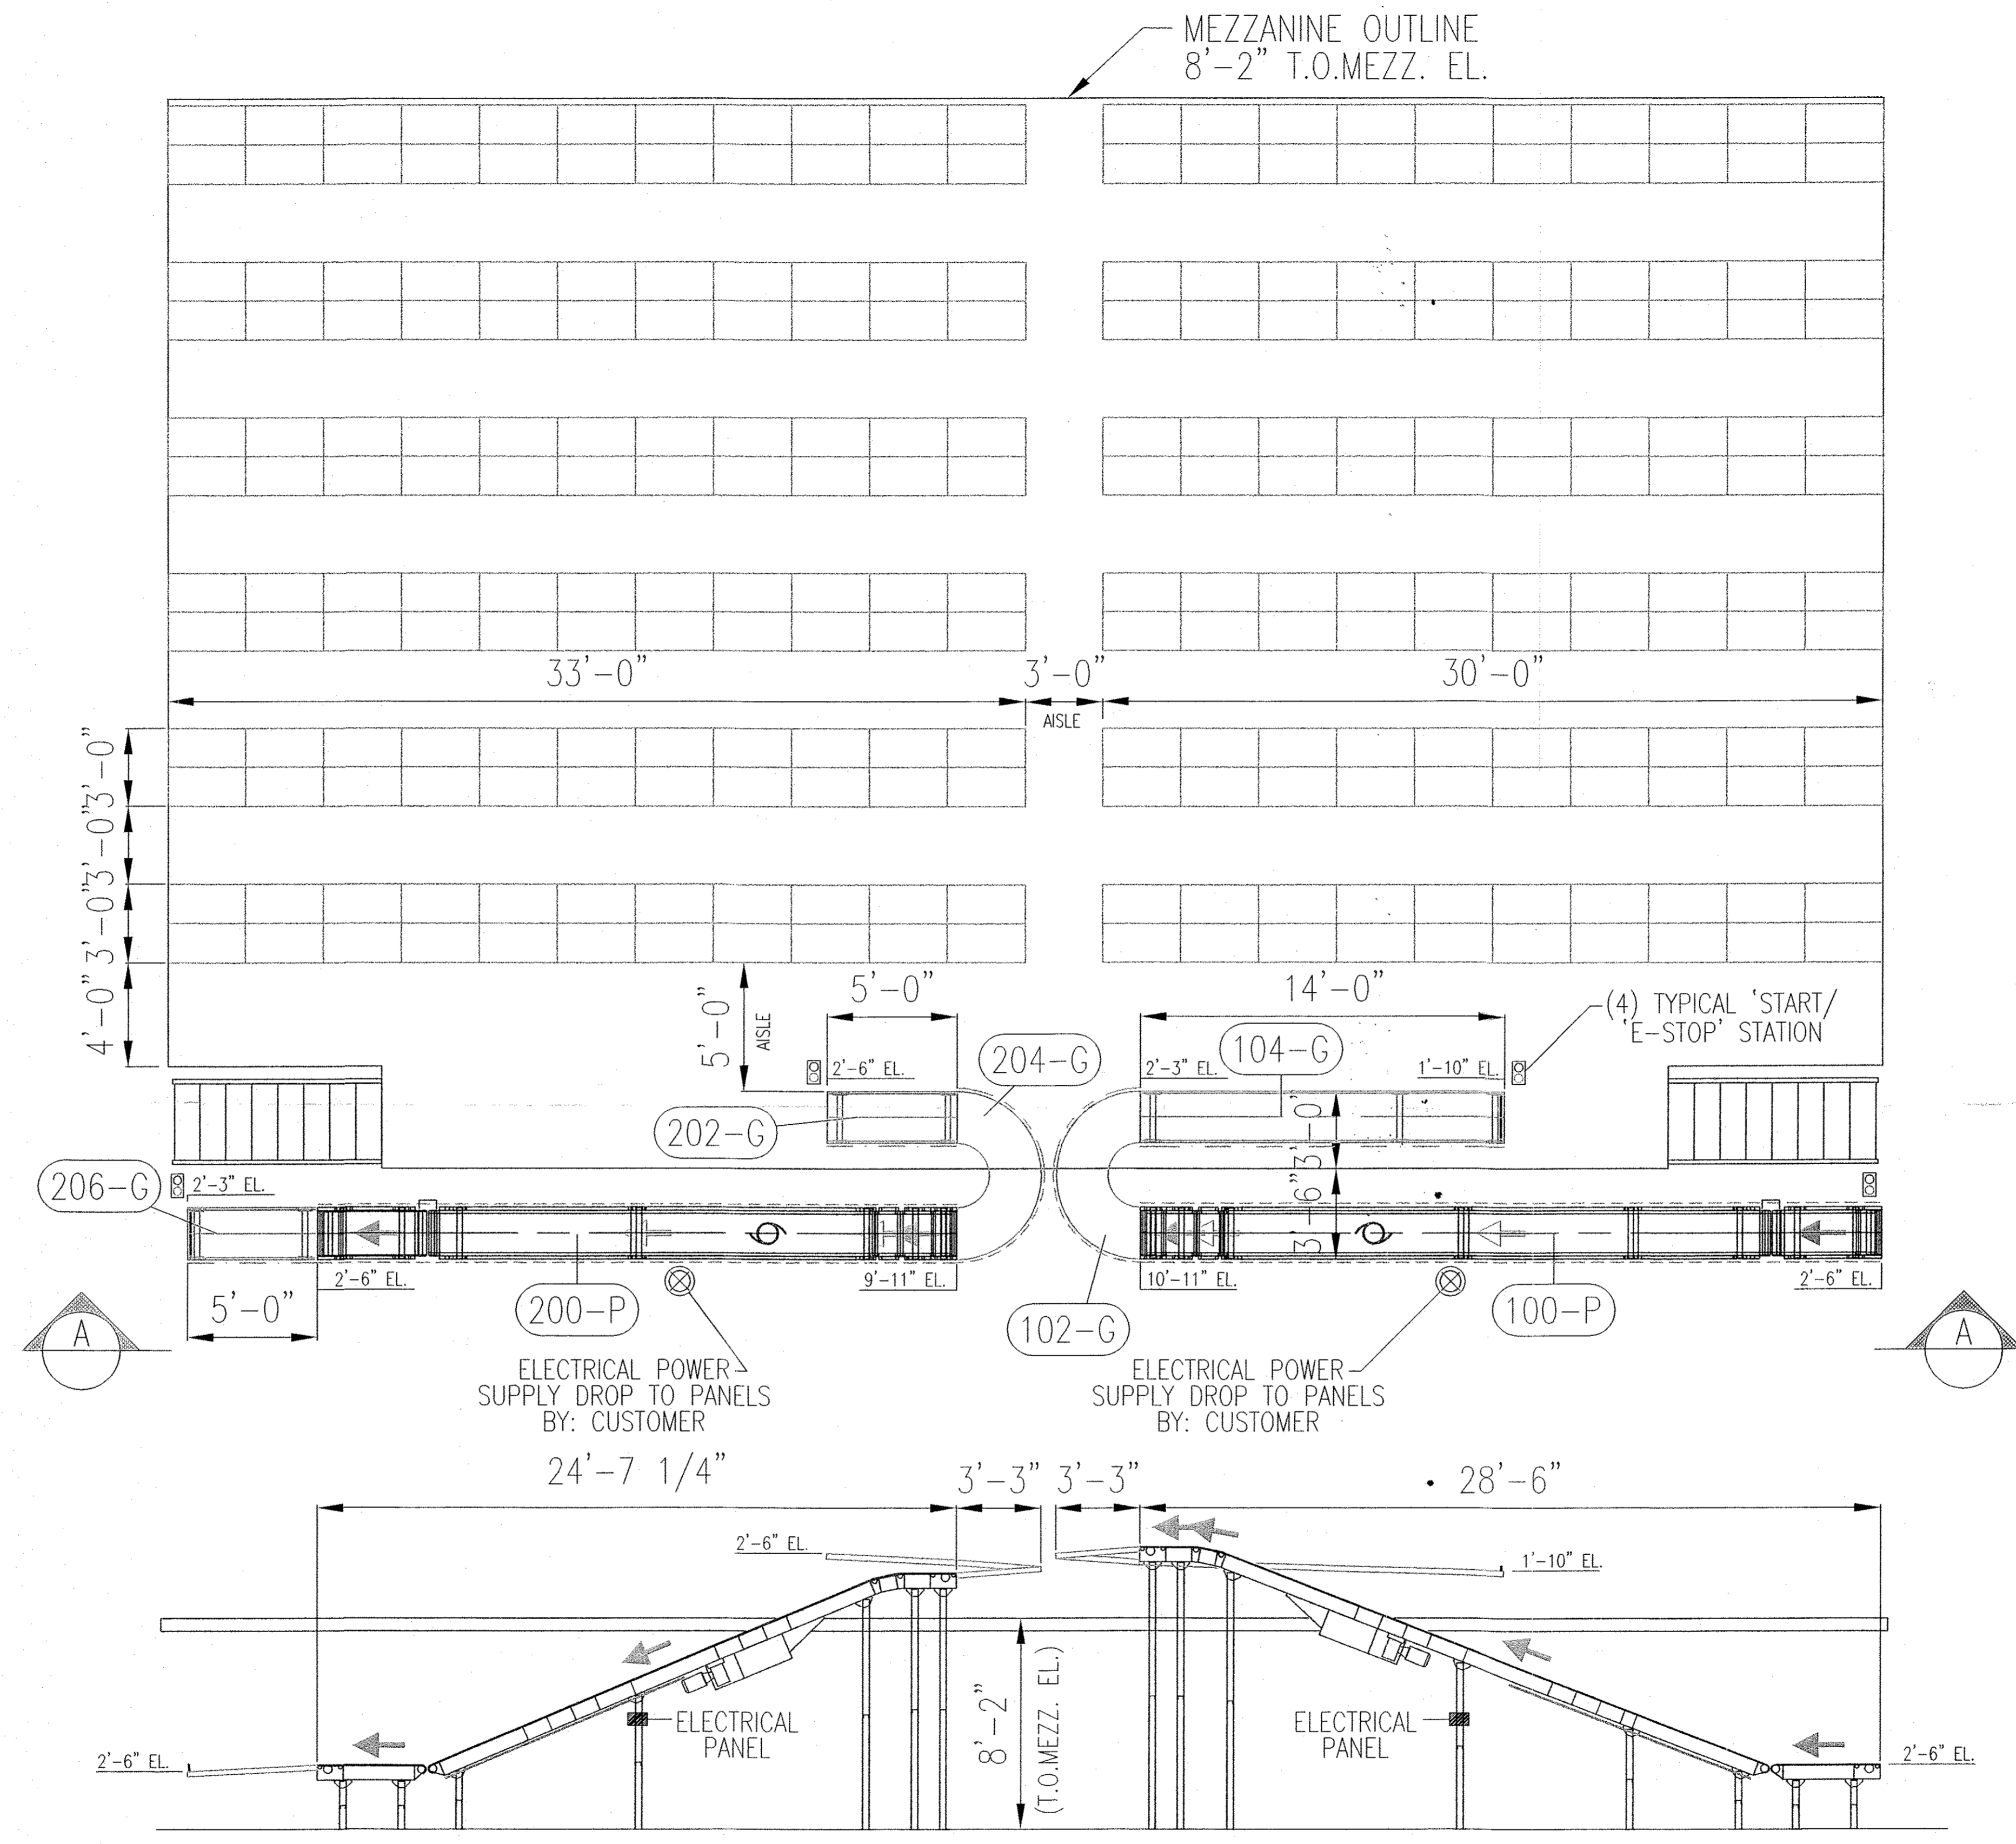 MEZZANINE OUTLINE
8'-2" T.O.MEZZ. EL.
33'-0"
3'-0"
30'-0"
AISLE
3'-0"
3'-0"
3'-0"
4'-0"
5'-0"
AISLE
5'-0"
14'-0"
(4) TYPICAL 'START/
'E-STOP' STATION
2'-6" EL.
204-G
2'-3" EL.
104-G
1'-10" EL.
202-G
3'-0'
206-G
2'-3" EL.
3'-6"
2'-6" EL.
9'-11" EL.
10'-11" EL.
2'-6" EL.
5'-0"
200-P
102-G
100-P
A
A
ELECTRICAL POWER
SUPPLY DROP TO PANELS
BY: CUSTOMER
ELECTRICAL POWER
SUPPLY DROP TO PANELS
BY: CUSTOMER
24'-7 1/4"
3'-3"
3'-3"
28'-6"
2'-6" EL.
1'-10" EL.
8'-2"
(T.O.MEZZ. EL.)
ELECTRICAL
PANEL
ELECTRICAL
PANEL
2'-6" EL.
2'-6" EL.